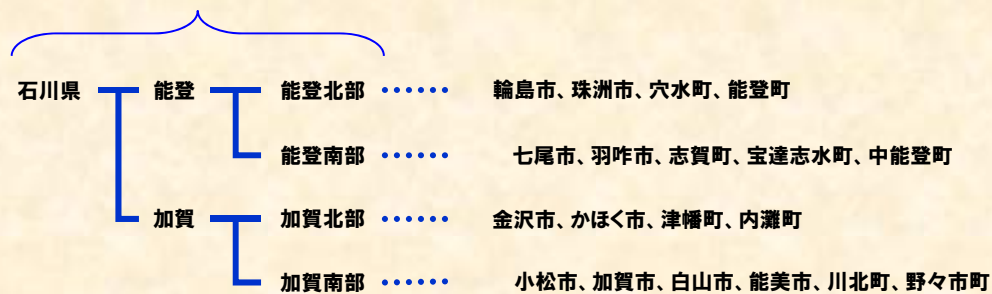 石川県 能登 能登北部 ・・・・・・ 輪島市、珠洲市、穴水町、能登町
能登南部 ・・・・・・ 七尾市、羽咋市、志賀町、宝達志水町、中能登町
加賀 加賀北部 ・・・・・・ 金沢市、かほく市、津幡町、内灘町
加賀南部 ・・・・・・ 小松市、加賀市、白山市、能美市、川北町、野々市町